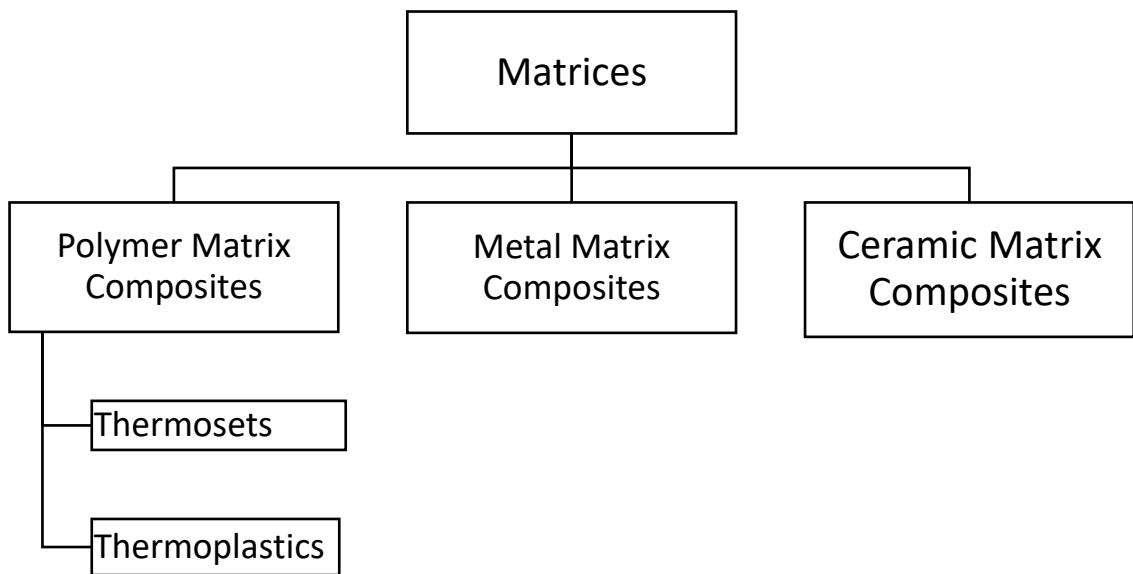 Matrices
Polymer Matrix
Composites
Metal Matrix
Composites
Ceramic Matrix
Composites
Thermosets
Thermoplastics